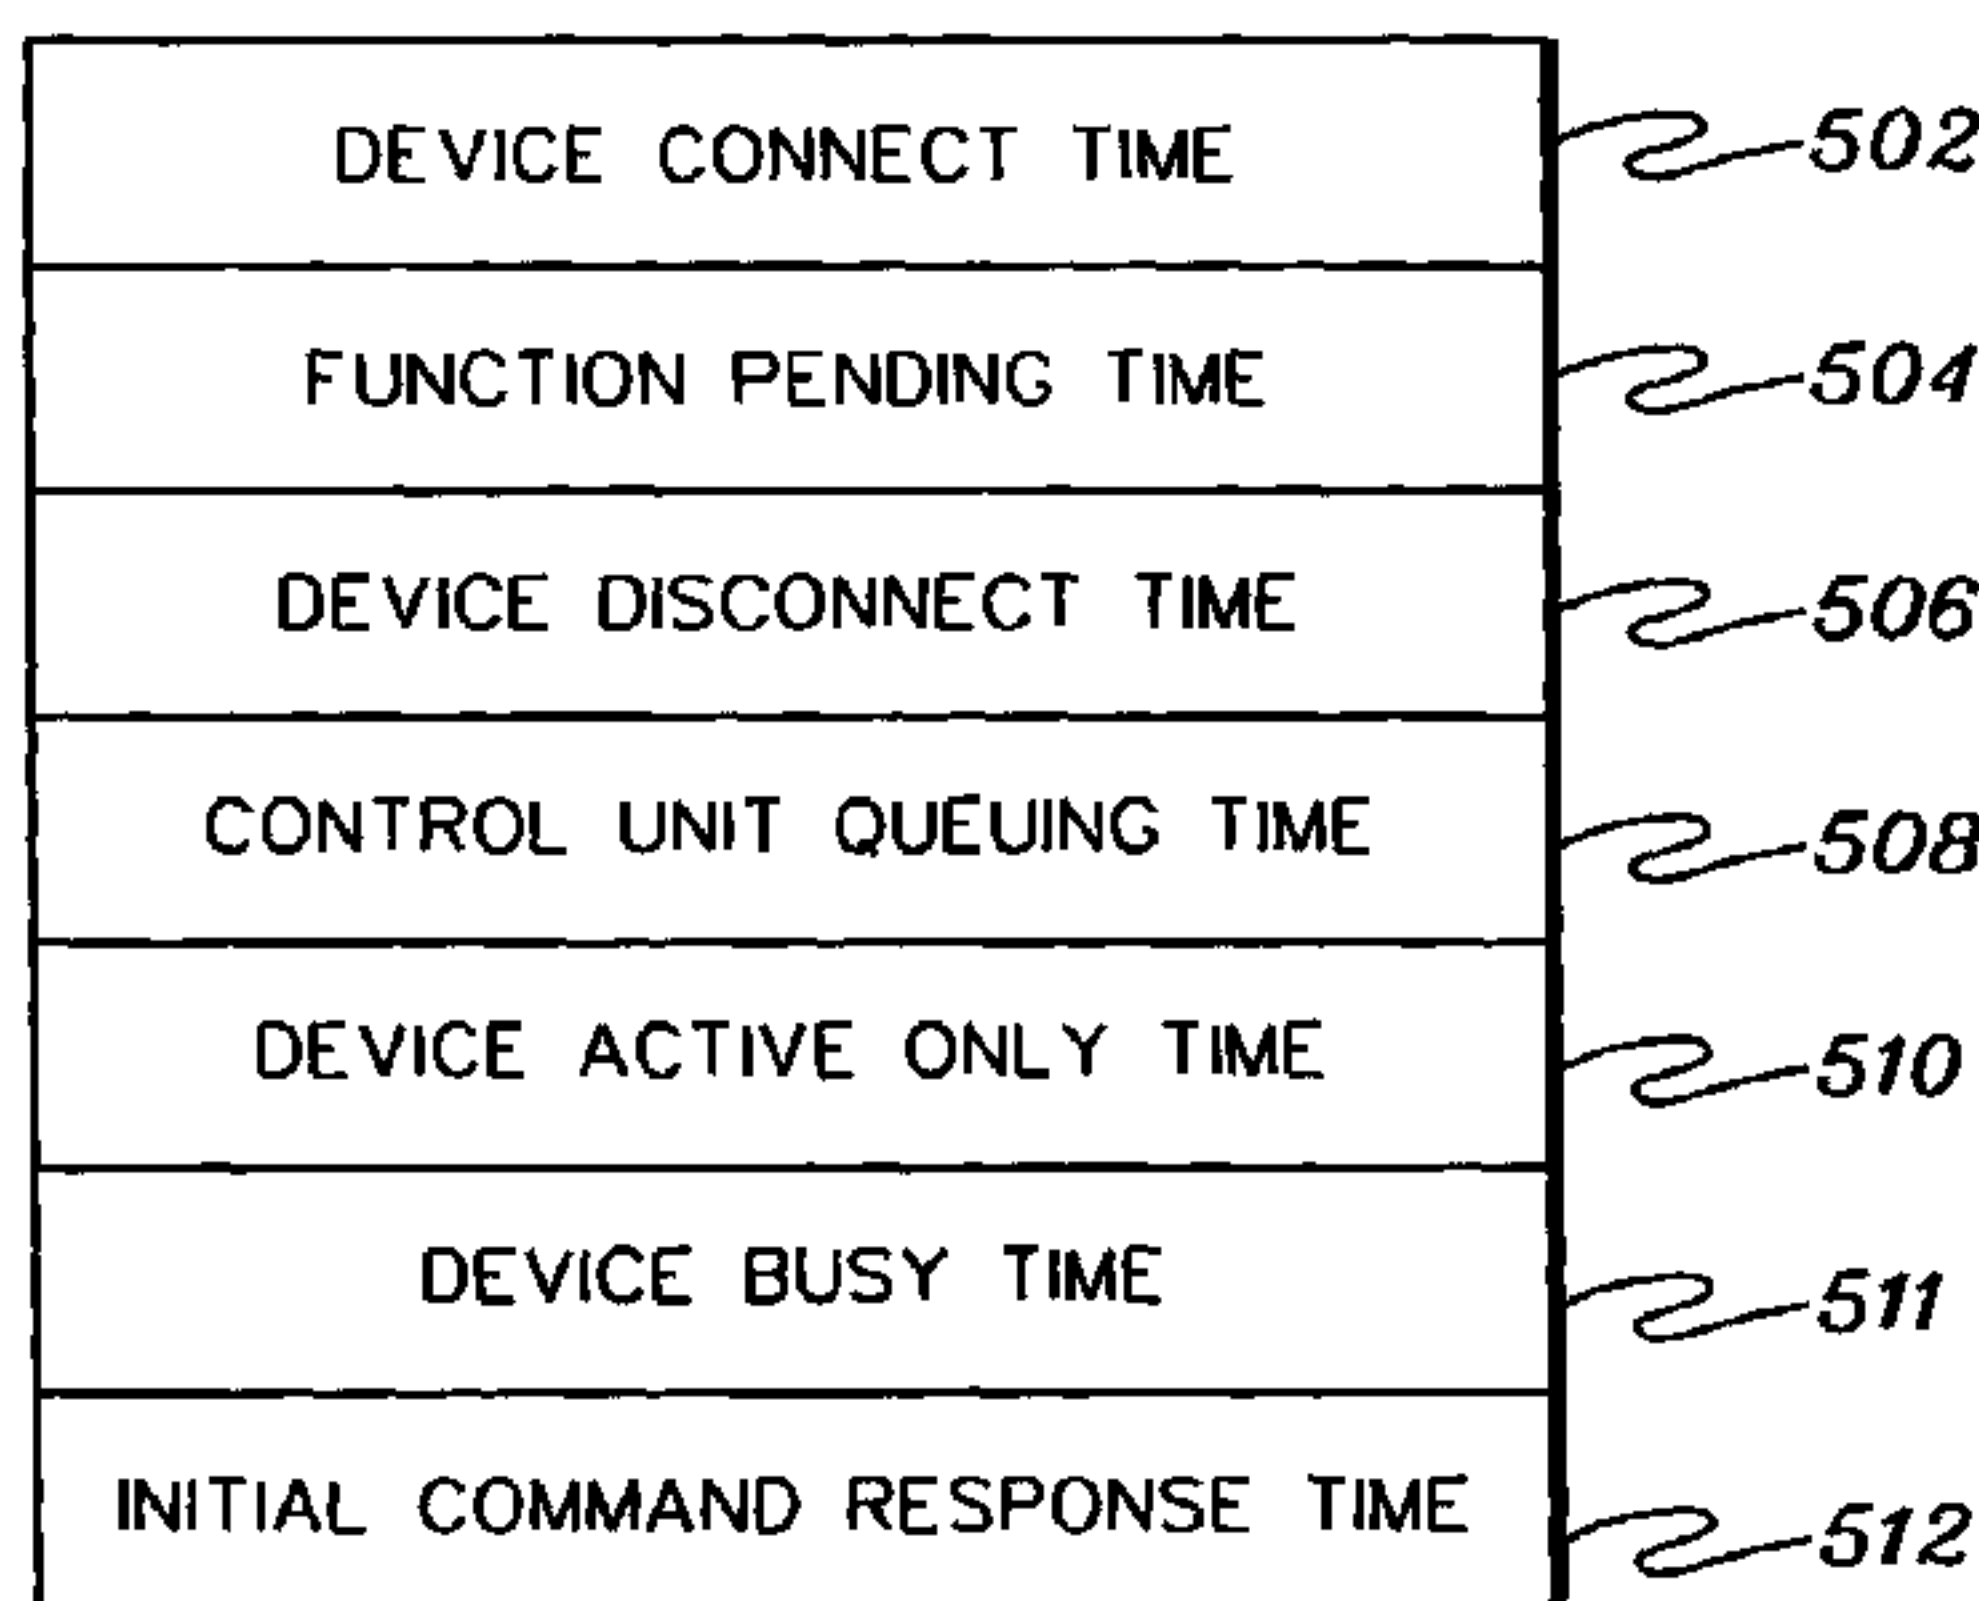 DEVICE CONNECT TIME 502
FUNCTION PENDING TIME 504
DEVICE DISCONNECT TIME 506
CONTROL UNIT QUEUING TIME 508
DEVICE ACTIVE ONLY TIME 510
DEVICE BUSY TIME 511
INITIAL COMMAND RESPONSE TIME 512